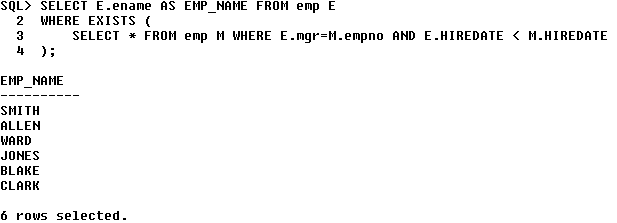 SQL> SELECT E.ename AS EMP_NAME FROM emp E
2 WHERE EXISTS (
3 SELECT * FROM emp M WHERE E.mgr=M.empno AND E.HIREDATE < M.HIREDATE
4 );
EMP_NAME
----------
SMITH
ALLEN
WARD
JONES
BLAKE
CLARK
6 rows selected.